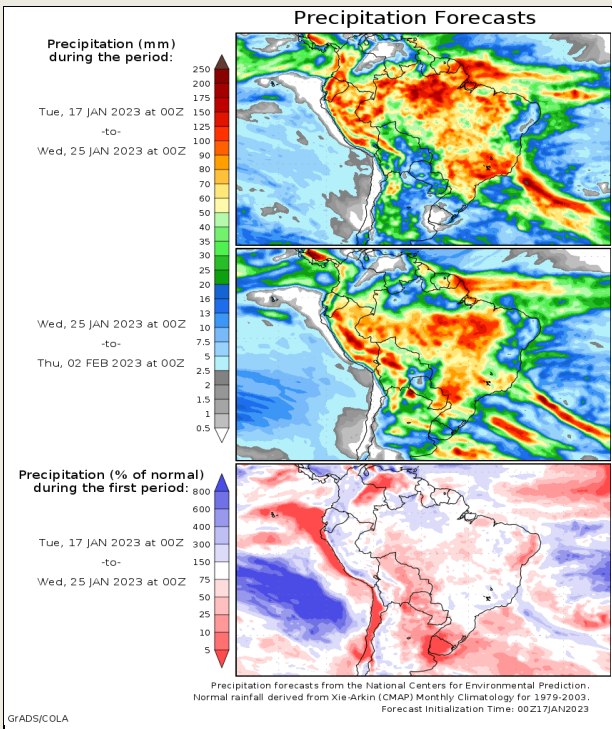 Precipitation Forecasts
Precipitation (mm)
during the period:
Tue, 17 JAN 2023 at 00Z
-to-
Wed, 25 JAN 2023 at 00Z
250
200
175
150
125
100
90
80
70
60
50
40
35
30
25
20
16
13
10
7.5
5
2.5
2
1.5
1
0.5
Wed, 25 JAN 2023 at 00Z
-to-
Thu, 02 FEB 2023 at 00Z
Precipitation (% of normal)
during the first period:
Tue, 17 JAN 2023 at 00Z
-to-
Wed, 25 JAN 2023 at 00Z
800
600
400
300
150
75
50
25
10
5
Precipitation forecasts from the National Centers for Environmental Prediction.
Normal rainfall derived from Xie-Arkin (CMAP) Monthly Climatology for 1979-2003.
Forecast Initialization Time: 00Z17JAN2023
GrADS/COLA